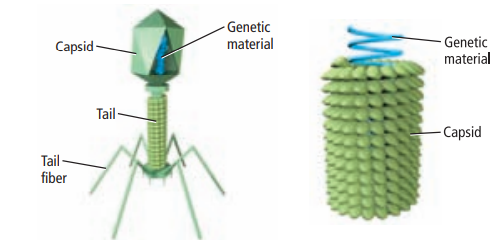 Capsid
Genetic
material
Tail
Tail
fiber
Genetic
material
Capsid